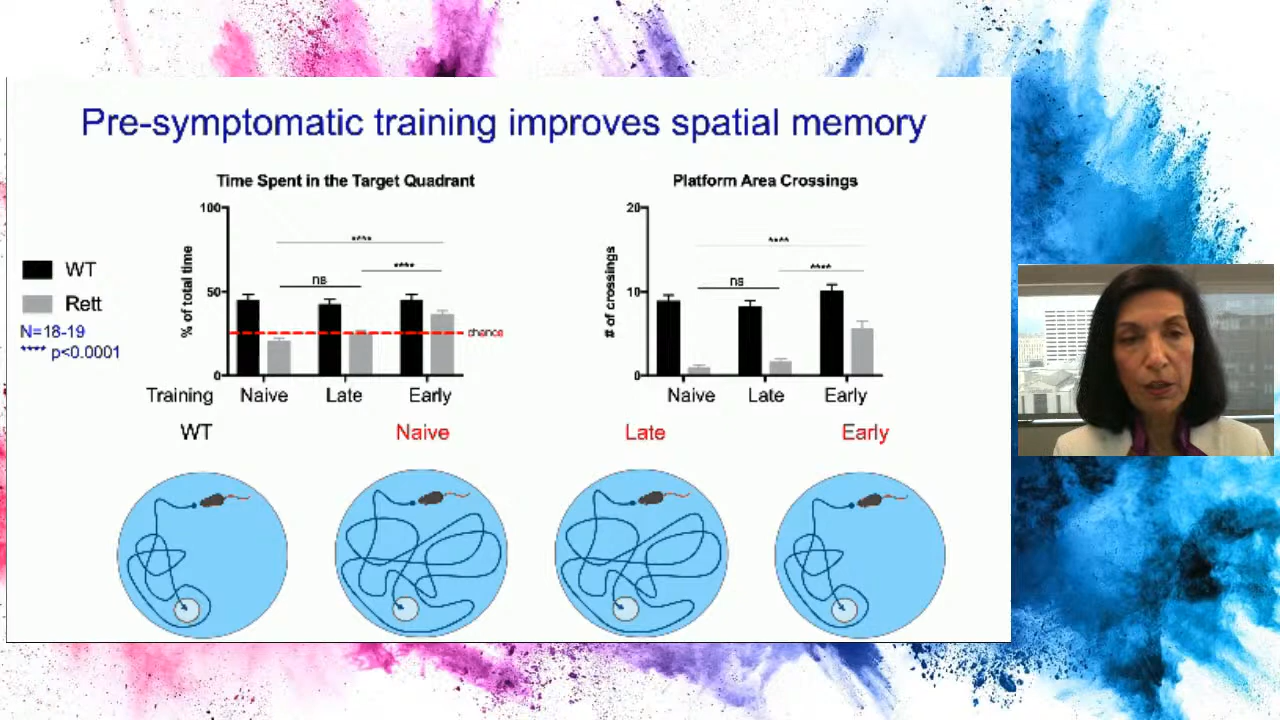 Pre-symptomatic training improves spatial memory
Time Spent in the Target Quadrant
100
50
0
% of total time
****
****
ns
chance
WT
Rett
N=18-19
**** p<0.0001
Training
Naive
Late
Early
Platform Area Crossings
20
10
0
# of crossings
****
****
ns
Naive
Late
Early
WT
Naive
Late
Early